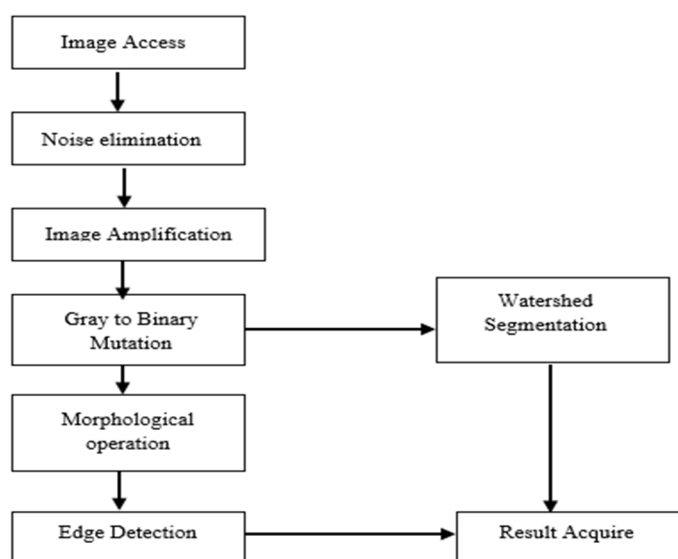 Image Access
Noise elimination
Image Amplification
Gray to Binary
Mutation
Watershed
Segmentation
Morphological
operation
Edge Detection
Result Acquire